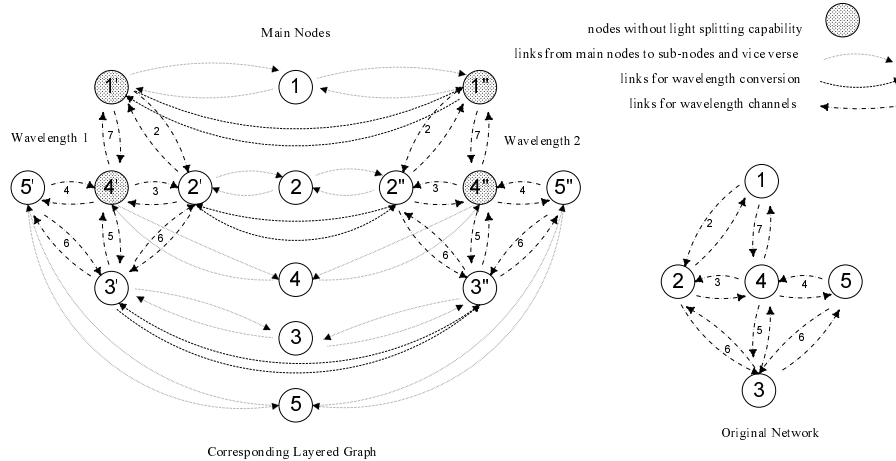 Main Nodes
nodes without light splitting capability
links from main nodes to sub-nodes and vice verse
links for wavelength conversion
links for wavelength channels
1' 1 1"
Wavelength 1 7 2 2 7 Wavelength 2
5' 4 4' 3 2' 2 2" 3 4" 4 5"
6 5 6 6 5 6
3' 4 3"
3
5
Corresponding Layered Graph
1
2 7
2 3 4 4 5
6 5 6
3
Original Network